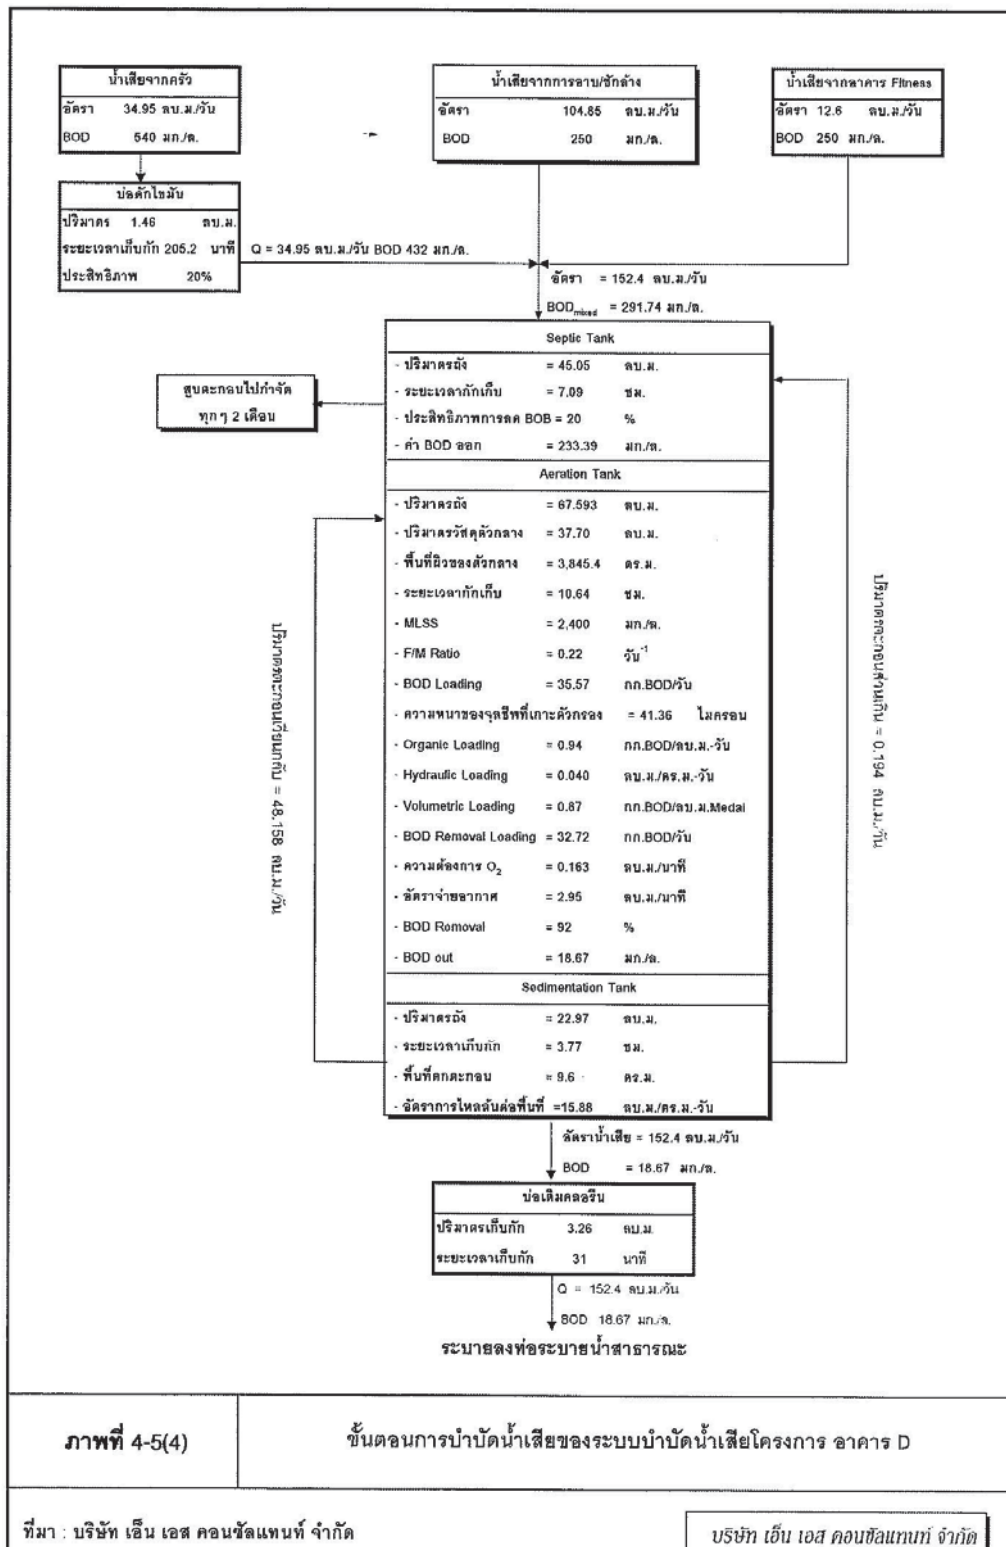 น้ำเสียจากครัว
อัตรา 34.95 ลบ.ม./วัน
BOD 540 มก./ล.
น้ำเสียจากการอาบ/ซักล้าง
อัตรา 104.85 ลบ.ม./วัน
BOD 250 มก./ล.
น้ำเสียจากอาคาร Fitness
อัตรา 12.6 ลบ.ม./วัน
BOD 250 มก./ล.
บ่อดักไขมัน
ปริมาตร 1.46 ลบ.ม.
ระยะเวลาเก็บกัก 205.2 นาที
ประสิทธิภาพ 20%
Q = 34.95 ลบ.ม./วัน BOD 432 มก./ล.
อัตรา = 152.4 ลบ.ม./วัน
BOD mixed = 291.74 มก./ล.
Septic Tank
- ปริมาตรถัง = 45.05 ลบ.ม.
- ระยะเวลากักเก็บ = 7.09 ชม.
- ประสิทธิภาพการลด BOB = 20 %
- ค่า BOD ออก = 233.39 มก./ล.
สูบตะกอนไปกำจัด
ทุกๆ 2 เดือน
Aeration Tank
- ปริมาตรถัง = 67.593 ลบ.ม.
- ปริมาตรวัสดุตัวกลาง = 37.70 ลบ.ม.
- พื้นที่ผิวของตัวกลาง = 3,845.4 ตร.ม.
- ระยะเวลากักเก็บ = 10.64 ชม.
- MLSS = 2,400 มก./ล.
- F/M Ratio = 0.22 วัน⁻¹
- BOD Loading = 35.57 กก.BOD/วัน
- ความหนาของจุลชีพที่เกาะตัวกรอง = 41.36 ไมครอน
- Organic Loading = 0.94 กก.BOD/ลบ.ม.-วัน
- Hydraulic Loading = 0.040 ลบ.ม./ตร.ม.-วัน
- Volumetric Loading = 0.87 กก.BOD/ลบ.ม.Medai
- BOD Removal Loading = 32.72 กก.BOD/วัน
- ความต้องการ O₂ = 0.163 ลบ.ม./นาที
- อัตราจ่ายอากาศ = 2.95 ลบ.ม./นาที
- BOD Removal = 92 %
- BOD out = 18.67 มก./ล.
ปริมาตรตะกอนเวียนกลับ = 48.158 ลบ.ม./วัน
ปริมาตรตะกอนส่วนเกิน = 0.194 ลบ.ม./วัน
Sedimentation Tank
- ปริมาตรถัง = 22.97 ลบ.ม.
- ระยะเวลาเก็บกัก = 3.77 ชม.
- พื้นที่ตกตะกอน = 9.6 ตร.ม.
- อัตราการไหลล้นต่อพื้นที่ =15.88 ลบ.ม./ตร.ม.-วัน
อัตราน้ำเสีย = 152.4 ลบ.ม./วัน
BOD = 18.67 มก./ล.
บ่อเติมคลอรีน
ปริมาตรเก็บกัก 3.26 ลบ.ม.
ระยะเวลาเก็บกัก 31 นาที
Q = 152.4 ลบ.ม./วัน
BOD 18.67 มก./ล.
ระบายลงท่อระบายน้ำสาธารณะ
ภาพที่ 4-5(4)
ขั้นตอนการบำบัดน้ำเสียของระบบบำบัดน้ำเสียโครงการ อาคาร D
ที่มา : บริษัท เอ็น เอส คอนซัลแทนท์ จำกัด
บริษัท เอ็น เอส คอนซัลแทนท์ จำกัด